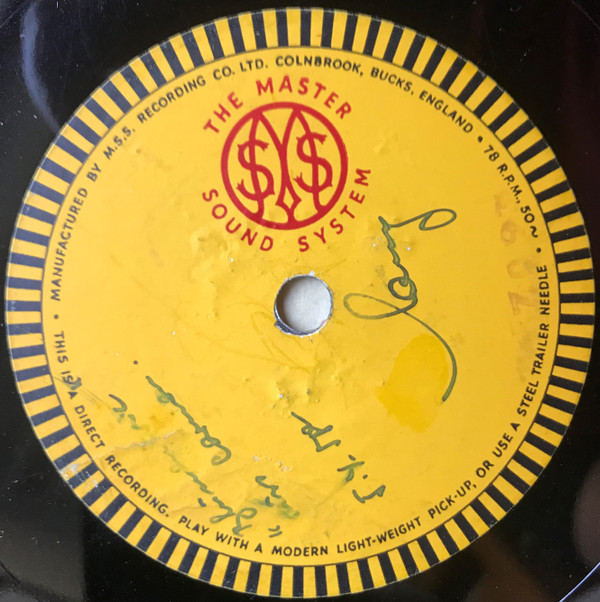 • MANUFACTURED BY M.S.S. RECORDING CO. LTD. COLNBROOK, BUCKS, ENGLAND • 78 R.P.M., 50~ •
THE MASTER
MSS
SOUND SYSTEM
THIS IS A DIRECT RECORDING. PLAY WITH A MODERN LIGHT-WEIGHT PICK-UP, OR USE A STEEL TRAILER NEEDLE